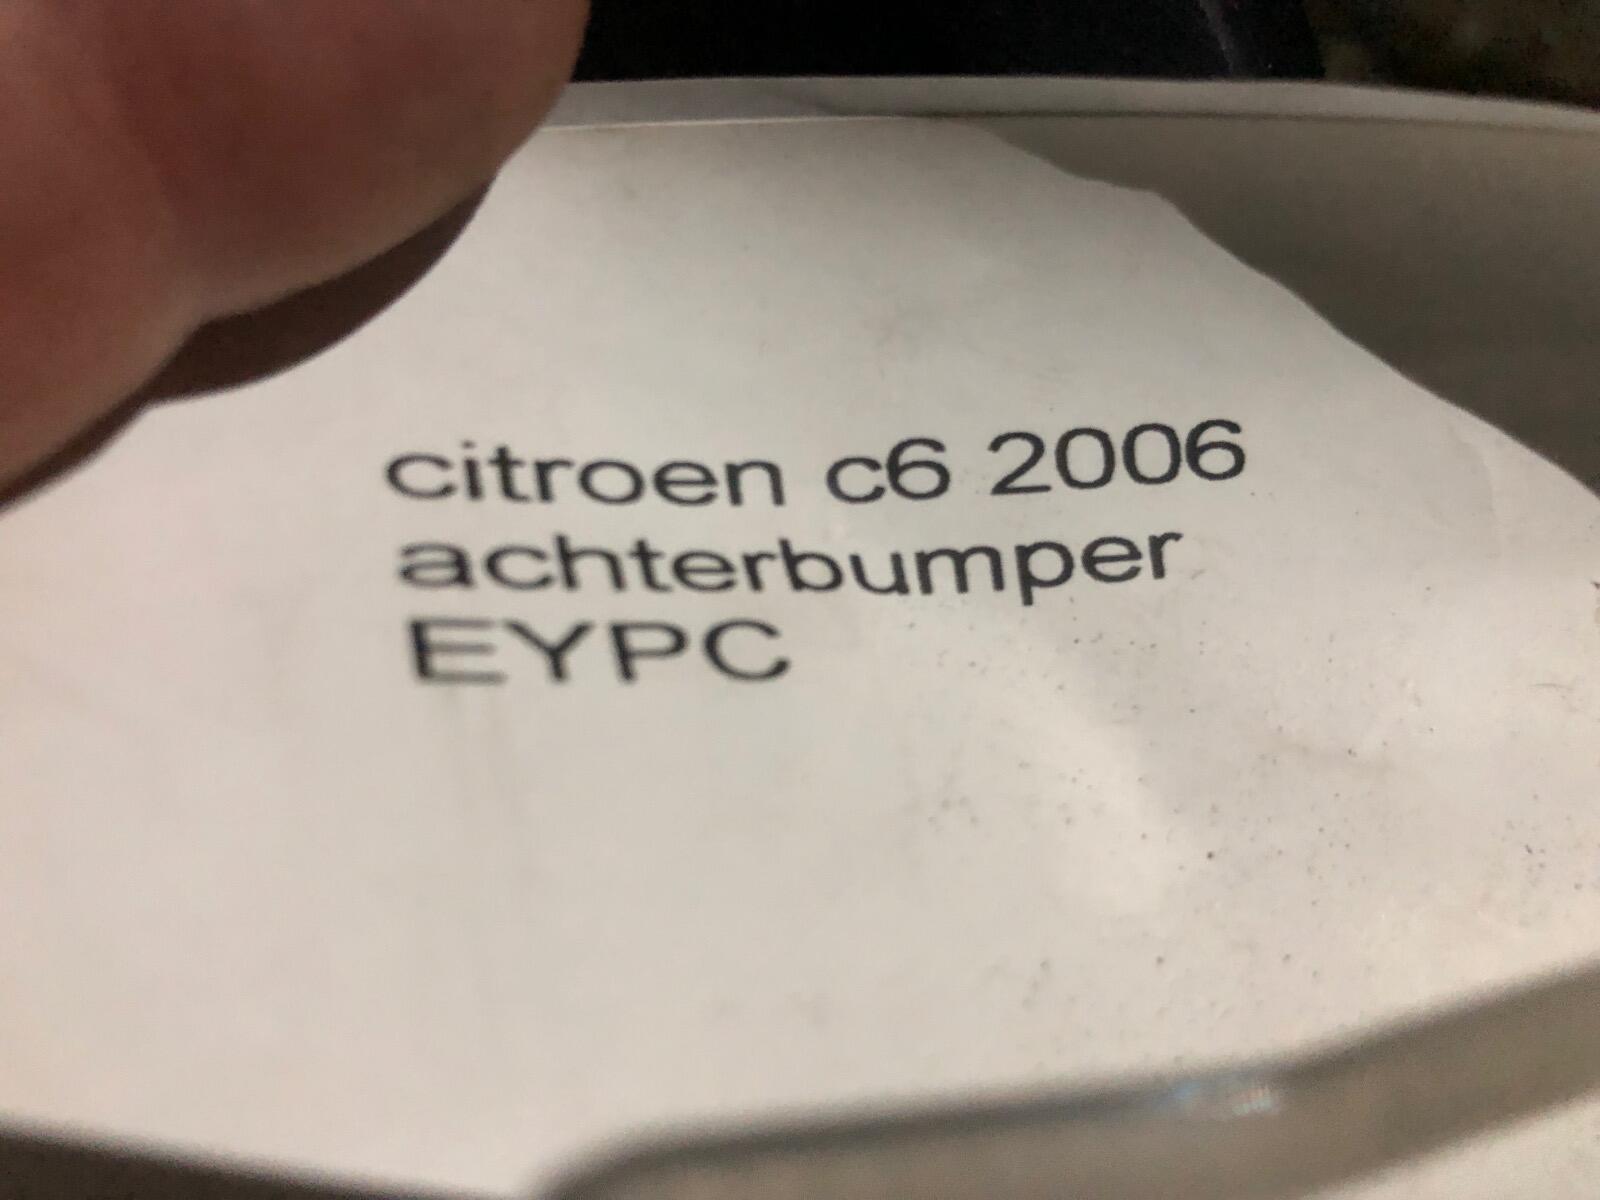 citroen c6 2006
achterbumper
EYPC